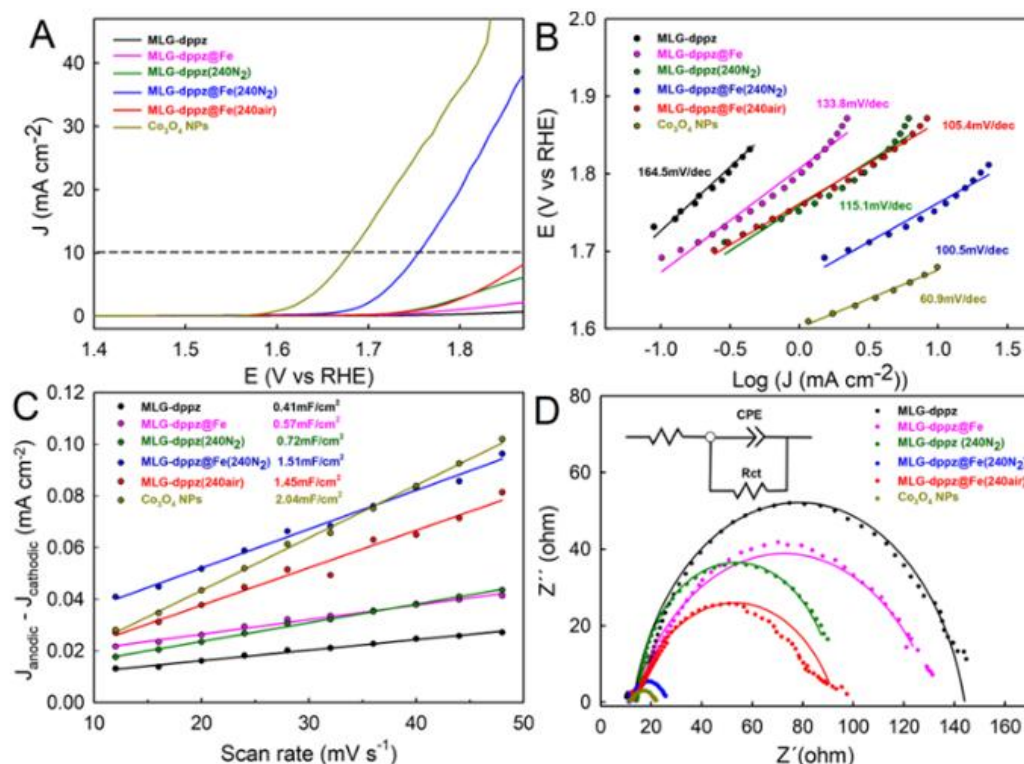 A
MLG-dppz
MLG-dppz@Fe
MLG-dppz(240N₂)
MLG-dppz@Fe(240N₂)
MLG-dppz@Fe(240air)
Co₃O₄ NPs
40
30
20
10
0
J (mA cm⁻²)
1.4 1.5 1.6 1.7 1.8
E (V vs RHE)
B
MLG-dppz
MLG-dppz@Fe
MLG-dppz(240N₂)
MLG-dppz@Fe(240N₂)
MLG-dppz@Fe(240air)
Co₃O₄ NPs
133.8mV/dec
105.4mV/dec
164.5mV/dec
115.1mV/dec
100.5mV/dec
60.9mV/dec
2.0
1.9
1.8
1.7
1.6
E (V vs RHE)
-1.0 -0.5 0.0 0.5 1.0 1.5
Log (J (mA cm⁻²))
C
MLG-dppz 0.41mF/cm²
MLG-dppz@Fe 0.57mF/cm²
MLG-dppz(240N₂) 0.72mF/cm²
MLG-dppz@Fe(240N₂) 1.51mF/cm²
MLG-dppz(240air) 1.45mF/cm²
Co₃O₄ NPs 2.04mF/cm²
0.12
0.10
0.08
0.06
0.04
0.02
0.00
J anodic - J cathodic (mA cm⁻²)
10 20 30 40 50
Scan rate (mV s⁻¹)
D
CPE
Rct
MLG-dppz
MLG-dppz@Fe
MLG-dppz (240N₂)
MLG-dppz@Fe(240N₂)
MLG-dppz@Fe(240air)
Co₃O₄ NPs
80
60
40
20
0
Z´´ (ohm)
0 20 40 60 80 100 120 140 160
Z´(ohm)